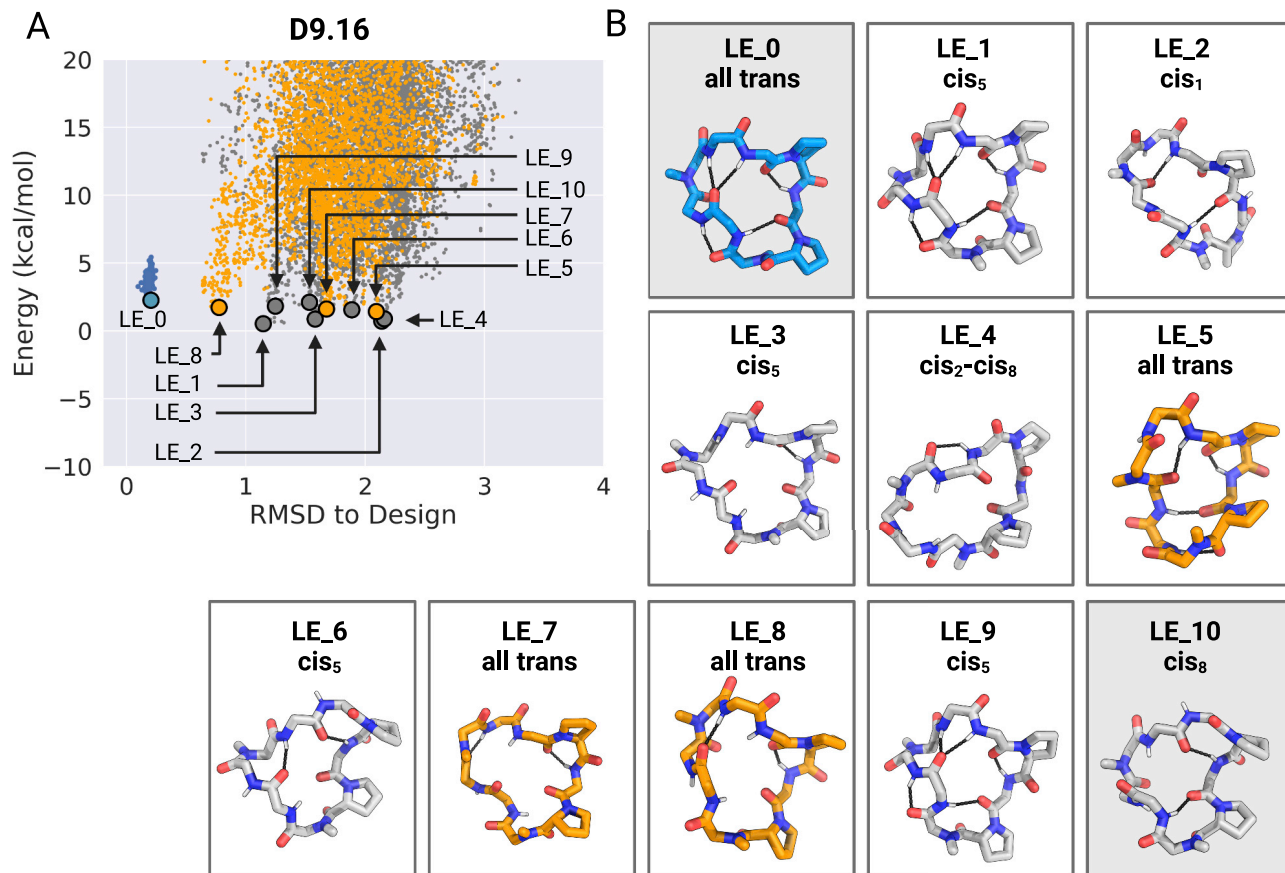 A
D9.16
Energy (kcal/mol)
20
15
10
5
0
−5
−10
0
1
2
3
4
RMSD to Design
LE_9
LE_10
LE_7
LE_6
LE_5
LE_4
LE_0
LE_8
LE_1
LE_3
LE_2
B
LE_0
all trans
LE_1
cis₅
LE_2
cis₁
LE_3
cis₅
LE_4
cis₂-cis₈
LE_5
all trans
LE_6
cis₅
LE_7
all trans
LE_8
all trans
LE_9
cis₅
LE_10
cis₈